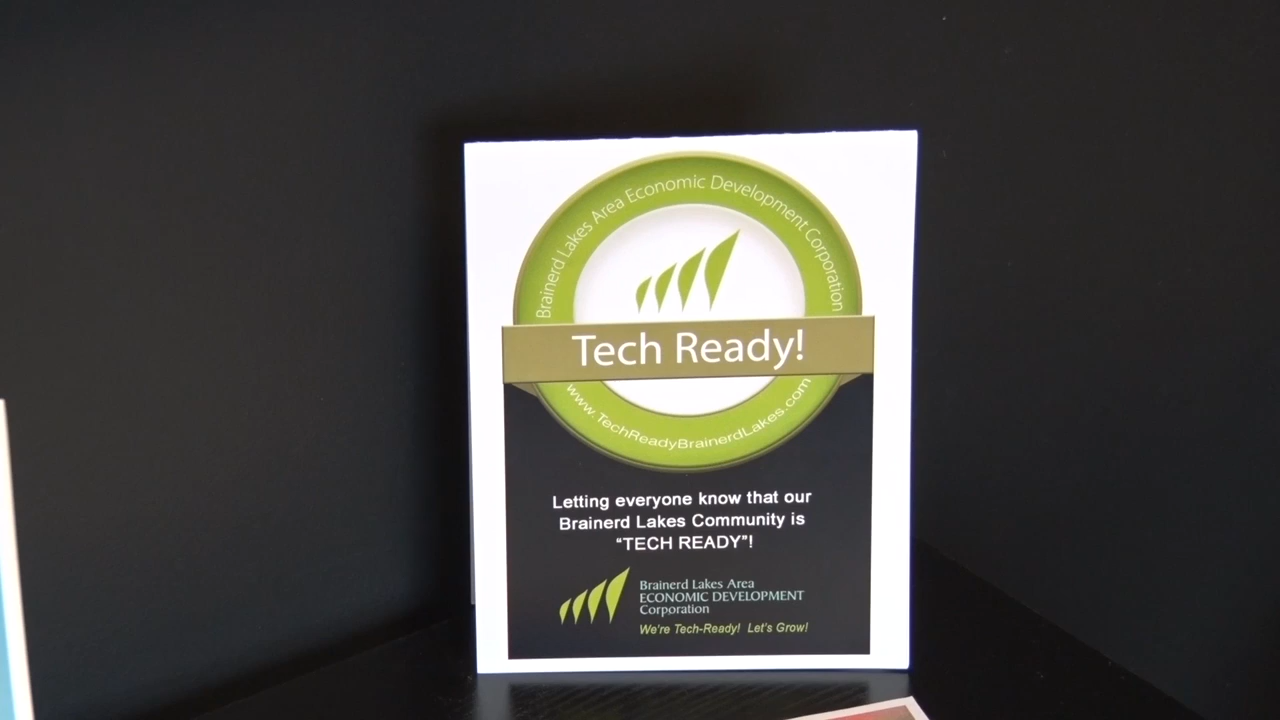 Brainerd Lakes Area Economic Development Corporation
Tech Ready!
www.TechReadyBrainerdLakes.com
Letting everyone know that our
Brainerd Lakes Community is
“TECH READY”!
Brainerd Lakes Area
ECONOMIC DEVELOPMENT
Corporation
We're Tech-Ready! Let's Grow!